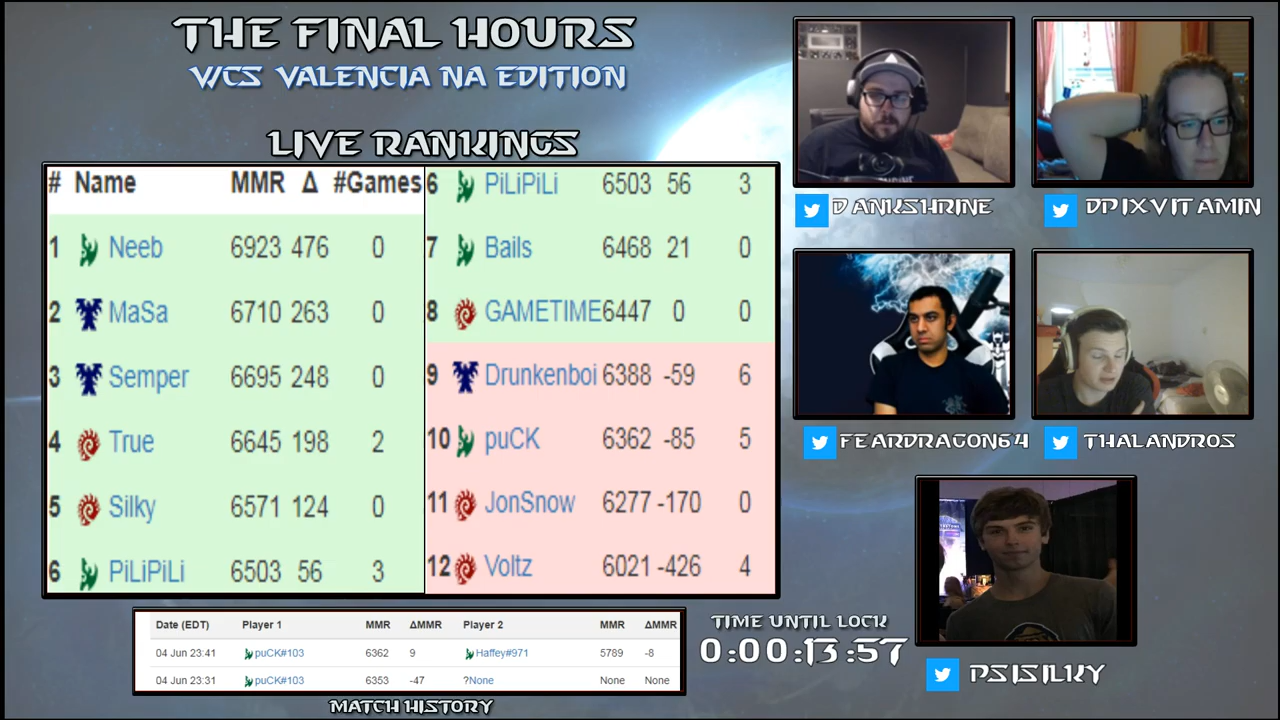 THE FINAL HOURS
WCS VALENCIA NA EDITION
LIVE RANKINGS
# Name MMR Δ #Games
1 Neeb 6923 476 0
2 MaSa 6710 263 0
3 Semper 6695 248 0
4 True 6645 198 2
5 Silky 6571 124 0
6 PiLiPiLi 6503 56 3
6 PiLiPiLi 6503 56 3
7 Bails 6468 21 0
8 GAMETIME 6447 0 0
9 Drunkenboi 6388 -59 6
10 puCK 6362 -85 5
11 JonSnow 6277 -170 0
12 Voltz 6021 -426 4
DANKSHRINE
DPIXVITAMIN
FEARDRAGON64
THALANDROS
PSISILKY
Date (EDT) Player 1 MMR ΔMMR Player 2 MMR ΔMMR
04 Jun 23:41 puCK#103 6362 9 Haffey#971 5789 -8
04 Jun 23:31 puCK#103 6353 -47 ?None None None
MATCH HISTORY
TIME UNTIL LOCK
0:00:13:57